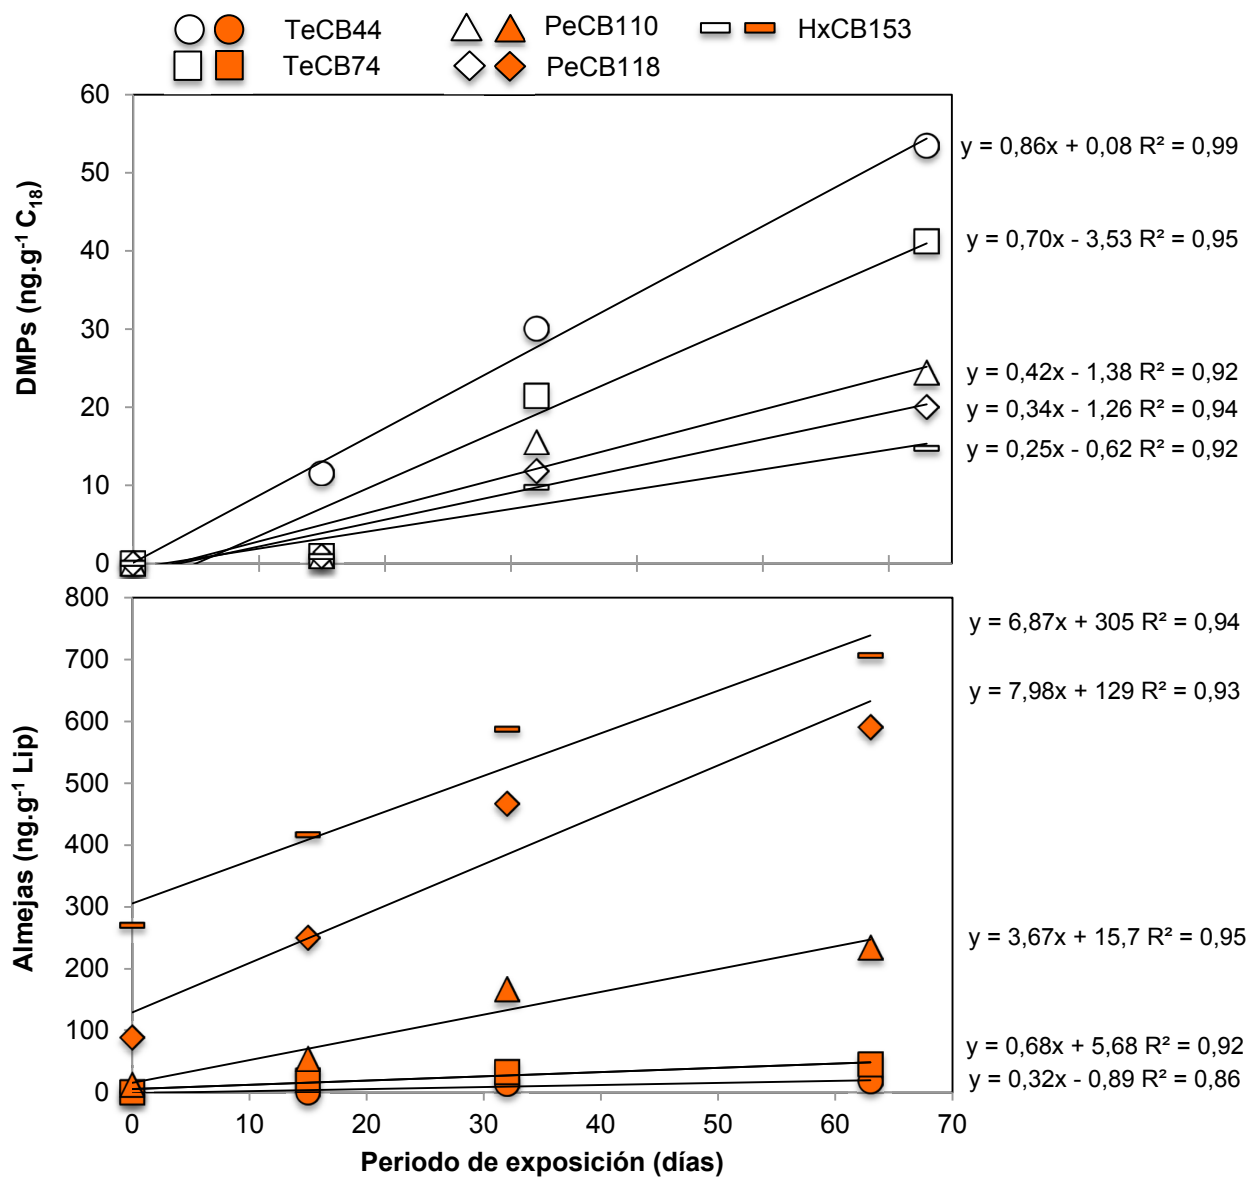 TeCB44 PeCB110 HxCB153
TeCB74 PeCB118
DMPs (ng.g⁻¹ C₁₈)
60
50
40
30
20
10
0
y = 0,86x + 0,08 R² = 0,99
y = 0,70x - 3,53 R² = 0,95
y = 0,42x - 1,38 R² = 0,92
y = 0,34x - 1,26 R² = 0,94
y = 0,25x - 0,62 R² = 0,92
Almejas (ng.g⁻¹ Lip)
800
700
600
500
400
300
200
100
0
y = 6,87x + 305 R² = 0,94
y = 7,98x + 129 R² = 0,93
y = 3,67x + 15,7 R² = 0,95
y = 0,68x + 5,68 R² = 0,92
y = 0,32x - 0,89 R² = 0,86
0 10 20 30 40 50 60 70
Periodo de exposición (días)